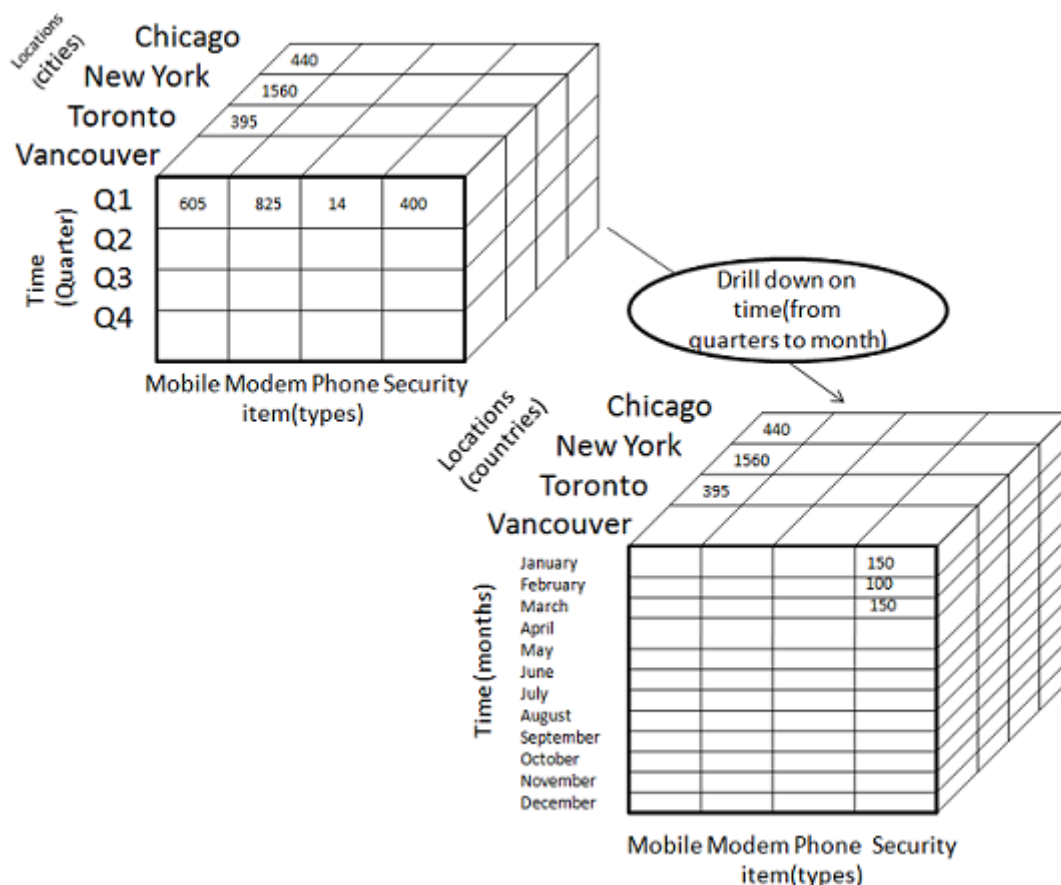 Locations
(cities)
Chicago
New York
Toronto
Vancouver
440
1560
395
Time
(Quarter)
Q1
Q2
Q3
Q4
605 825 14 400
Mobile Modem Phone Security
item(types)
Drill down on
time(from
quarters to month)
Locations
(countries)
Chicago
New York
Toronto
Vancouver
440
1560
395
Time(months)
January 150
February 100
March 150
April
May
June
July
August
September
October
November
December
Mobile Modem Phone Security
item(types)